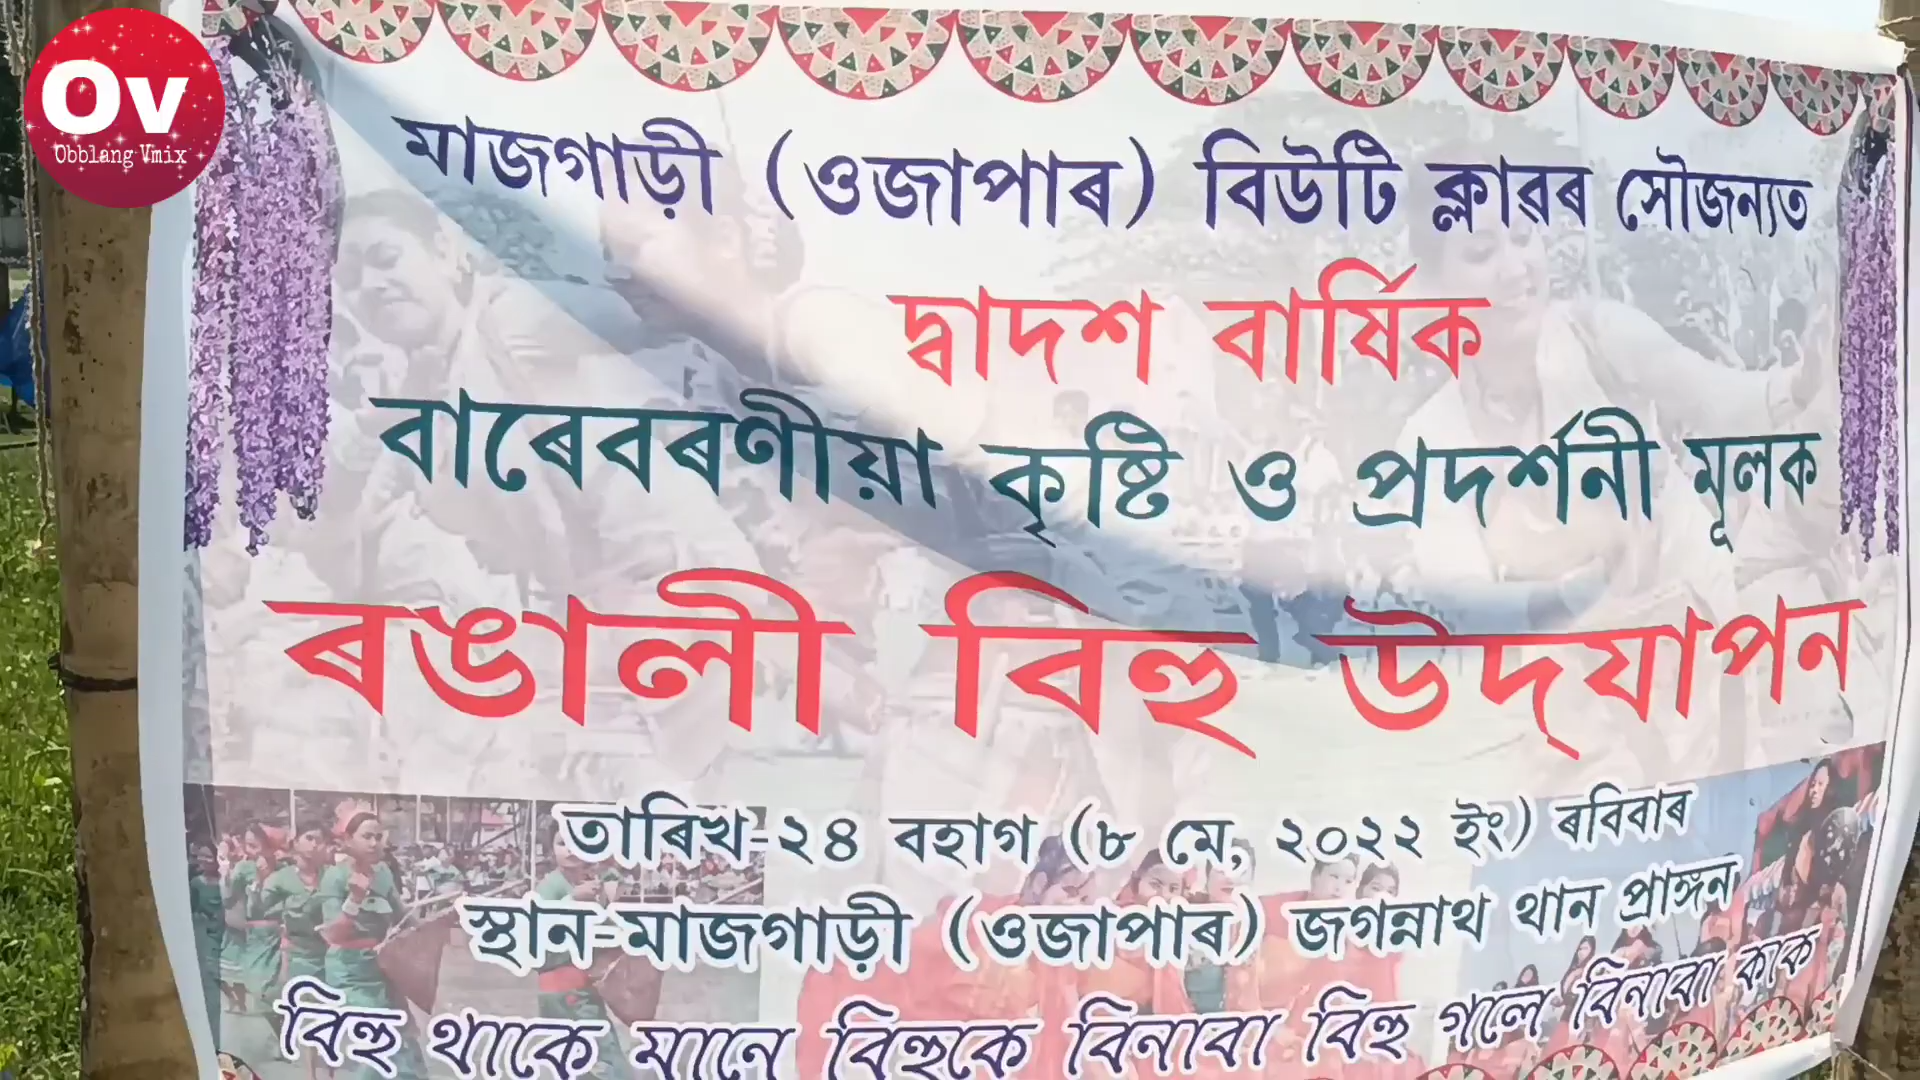 Ov
Obblang Vmix
মাজগাড়ী (ওজাপাৰ) বিউটি ক্লাৱৰ সৌজন্যত
দ্বাদশ বাৰ্ষিক
বাৰেবৰণীয়া কৃষ্টি ও প্ৰদৰ্শনী মূলক
ৰঙালী বিহু উদ্‌যাপন
তাৰিখ-২৪ বহাগ (৮ মে, ২০২২ ইং) ৰবিবাৰ
স্থান-মাজগাড়ী (ওজাপাৰ) জগন্নাথ থান প্ৰাঙ্গন
বিহু থাকে মানে বিহুকে বিনাবা বিহু গলে বিনাবা কাক